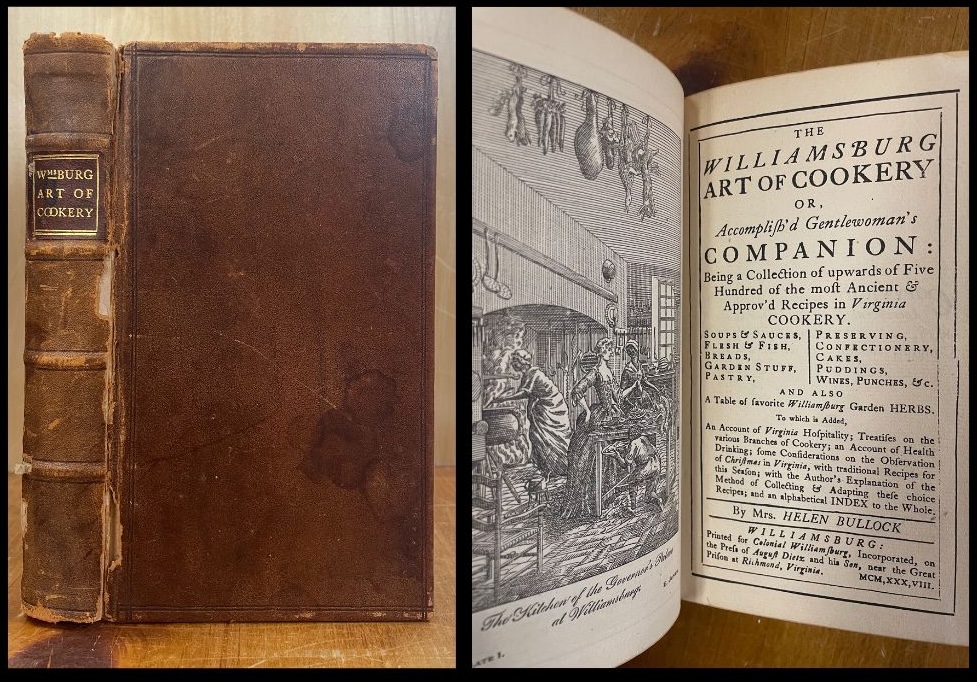 WMSBURG
ART OF
COOKERY
The Kitchen of the Governor's Palace
at Williamsburg.
ATE I.
THE
WILLIAMSBURG
ART OF COOKERY
OR,
Accompliſh'd Gentlewoman's
COMPANION:
Being a Collection of upwards of Five
Hundred of the moſt Ancient &
Approv'd Recipes in Virginia
COOKERY.
SOUPS & SAUCES,
FLESH & FISH,
BREADS,
GARDEN STUFF,
PASTRY,
PRESERVING,
CONFECTIONERY,
CAKES,
PUDDINGS,
WINES, PUNCHES, &c.
AND ALSO
A Table of favorite Williamſburg Garden HERBS.
To which is Added,
An Account of Virginia Hoſpitality; Treatiſes on the
various Branches of Cookery; an Account of Health
Drinking; ſome Conſiderations on the Obſervation
of Chriſtmas in Virginia, with traditional Recipes for
this Seaſon; with the Author's Explanation of the
Method of Collecting & Adapting theſe choice
Recipes; and an alphabetical INDEX to the Whole.
By Mrs. HELEN BULLOCK
WILLIAMSBURG:
Printed for Colonial Williamſburg, Incorporated, on
the Preſs of Auguſt Dietz and his Son, near the Great
Priſon at Richmond, Virginia.
MCM,XXX,VIII.